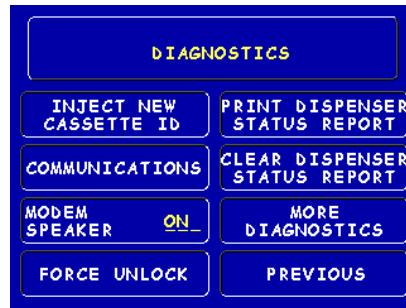 DIAGNOSTICS
INJECT NEW
CASSETTE ID
PRINT DISPENSER
STATUS REPORT
COMMUNICATIONS
CLEAR DISPENSER
STATUS REPORT
MODEM
SPEAKER ON_
MORE
DIAGNOSTICS
FORCE UNLOCK
PREVIOUS